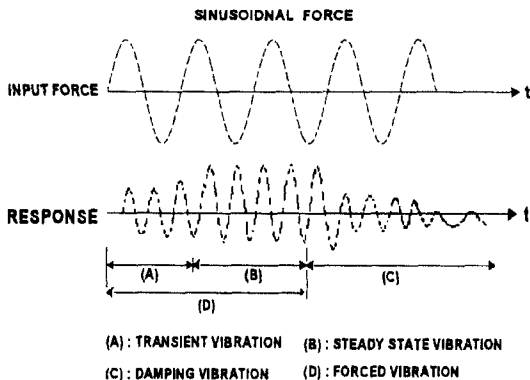 SINUSOIDNAL FORCE
INPUT FORCE
t
RESPONSE
t
(A)
(B)
(C)
(D)
(A) : TRANSIENT VIBRATION (B) : STEADY STATE VIBRATION
(C) : DAMPING VIBRATION (D) : FORCED VIBRATION